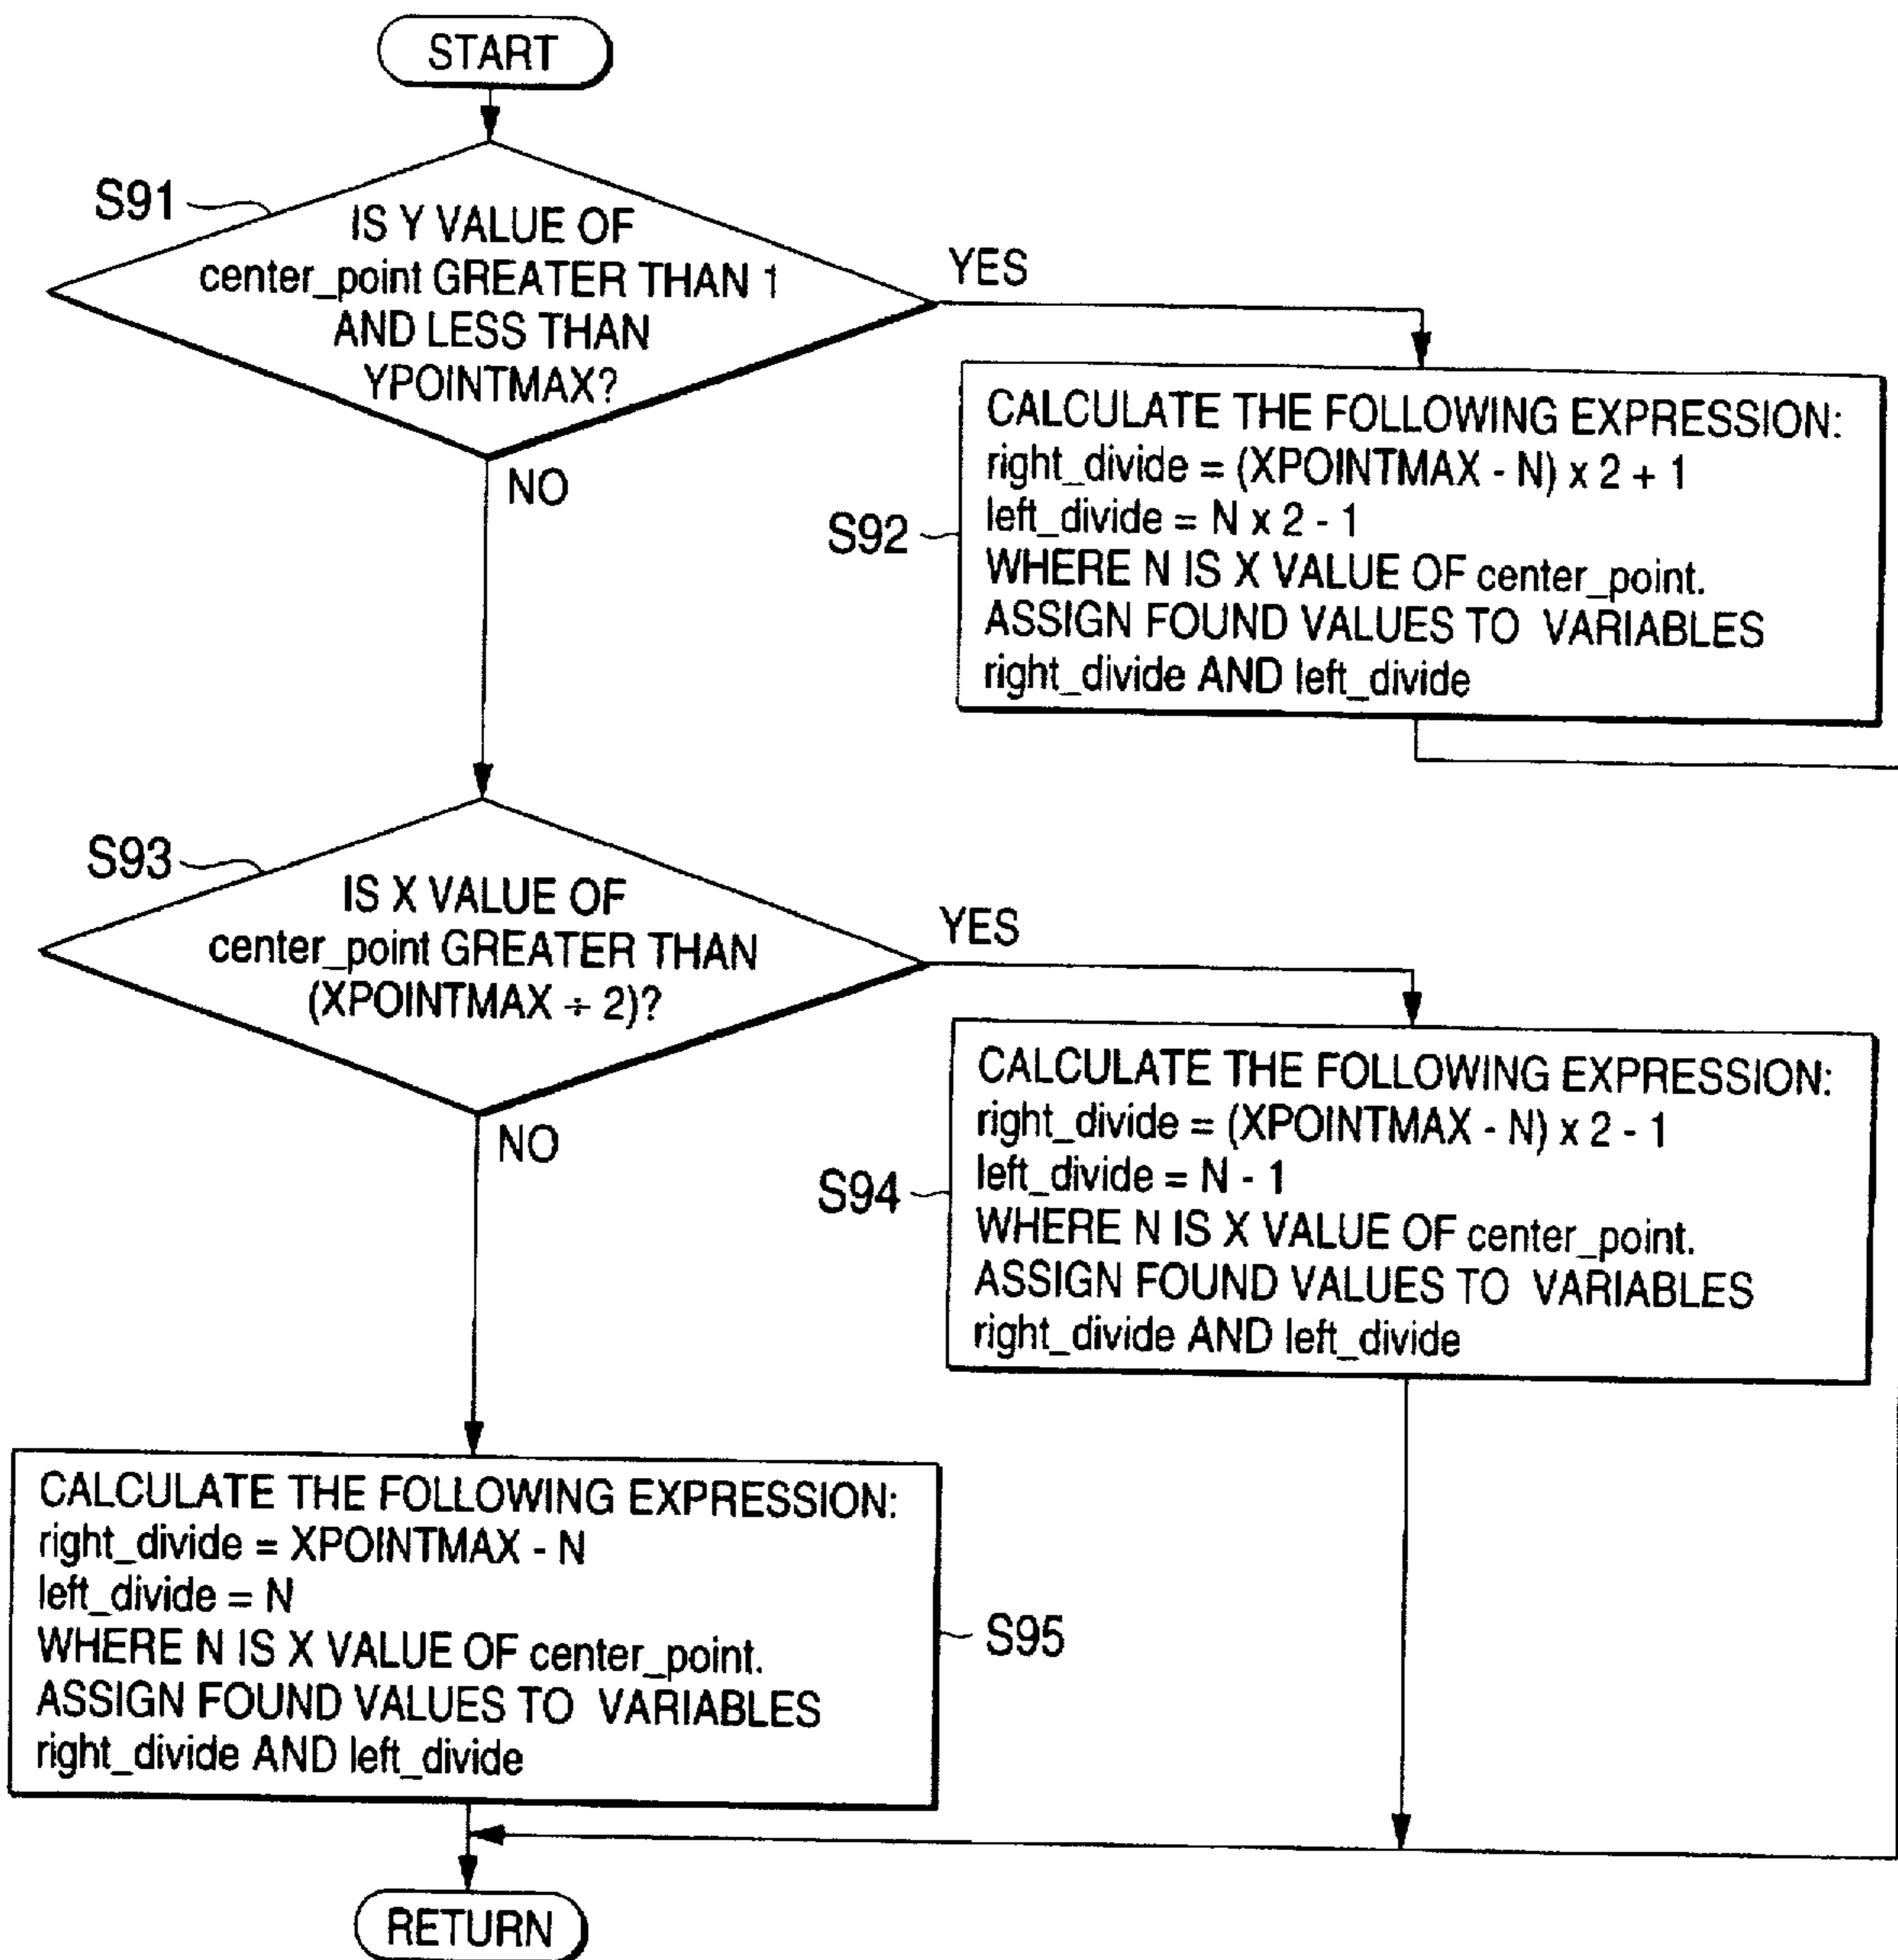 START
S91
IS Y VALUE OF
center_point GREATER THAN 1
AND LESS THAN
YPOINTMAX?
YES
NO
S92
CALCULATE THE FOLLOWING EXPRESSION:
right_divide = (XPOINTMAX - N) x 2 + 1
left_divide = N x 2 - 1
WHERE N IS X VALUE OF center_point.
ASSIGN FOUND VALUES TO VARIABLES
right_divide AND left_divide
S93
IS X VALUE OF
center_point GREATER THAN
(XPOINTMAX ÷ 2)?
YES
NO
S94
CALCULATE THE FOLLOWING EXPRESSION:
right_divide = (XPOINTMAX - N) x 2 - 1
left_divide = N - 1
WHERE N IS X VALUE OF center_point.
ASSIGN FOUND VALUES TO VARIABLES
right_divide AND left_divide
CALCULATE THE FOLLOWING EXPRESSION:
right_divide = XPOINTMAX - N
left_divide = N
WHERE N IS X VALUE OF center_point.
ASSIGN FOUND VALUES TO VARIABLES
right_divide AND left_divide
S95
RETURN